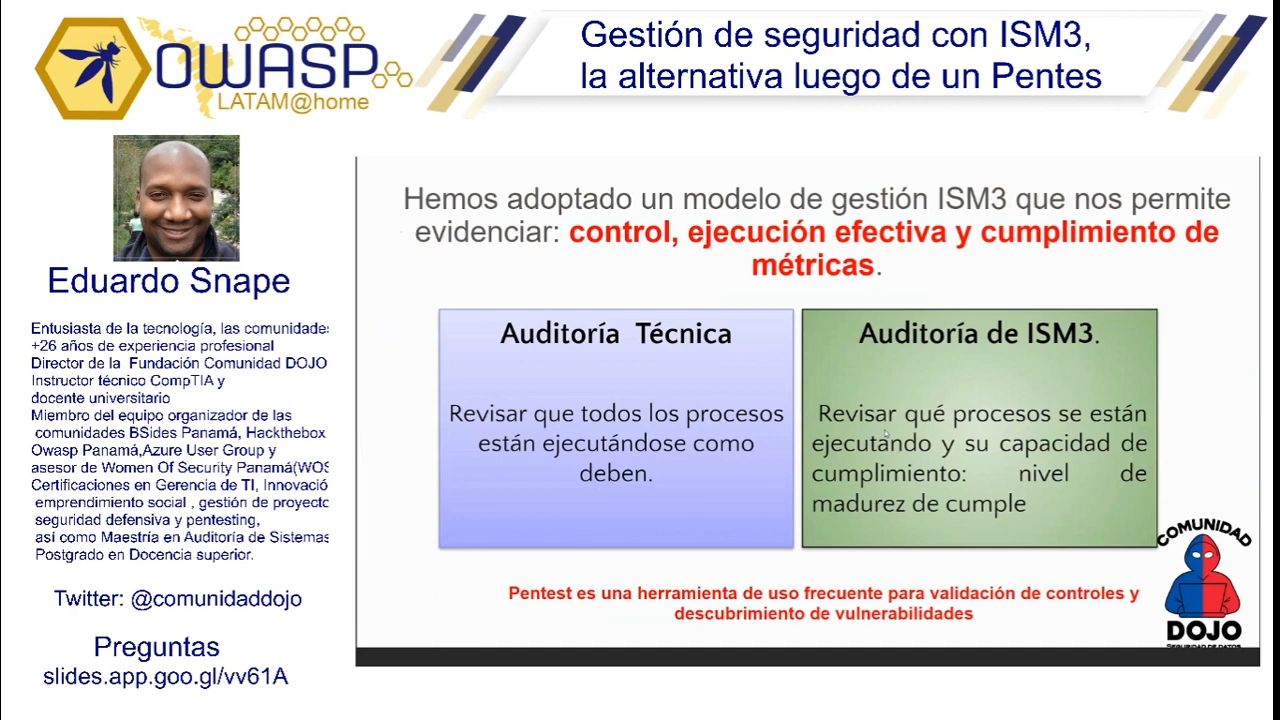 OWASP
LATAM@home
Gestión de seguridad con ISM3,
la alternativa luego de un Pentes
Eduardo Snape
Entusiasta de la tecnología, las comunidades
+26 años de experiencia profesional
Director de la Fundación Comunidad DOJO
Instructor técnico CompTIA y
docente universitario
Miembro del equipo organizador de las
comunidades BSides Panamá, Hackthebox
Owasp Panamá,Azure User Group y
asesor de Women Of Security Panamá(WOS
Certificaciones en Gerencia de TI, Innovació
emprendimiento social , gestión de proyecto
seguridad defensiva y pentesting,
así como Maestría en Auditoría de Sistemas
Postgrado en Docencia superior.
Twitter: @comunidaddojo
Preguntas
slides.app.goo.gl/vv61A
Hemos adoptado un modelo de gestión ISM3 que nos permite
evidenciar: control, ejecución efectiva y cumplimiento de
métricas.
Auditoría Técnica
Revisar que todos los procesos
están ejecutándose como
deben.
Auditoría de ISM3.
Revisar qué procesos se están
ejecutando y su capacidad de
cumplimiento: nivel de
madurez de cumple
Pentest es una herramienta de uso frecuente para validación de controles y
descubrimiento de vulnerabilidades
COMUNIDAD
DOJO
SEGURIDAD DE DATOS